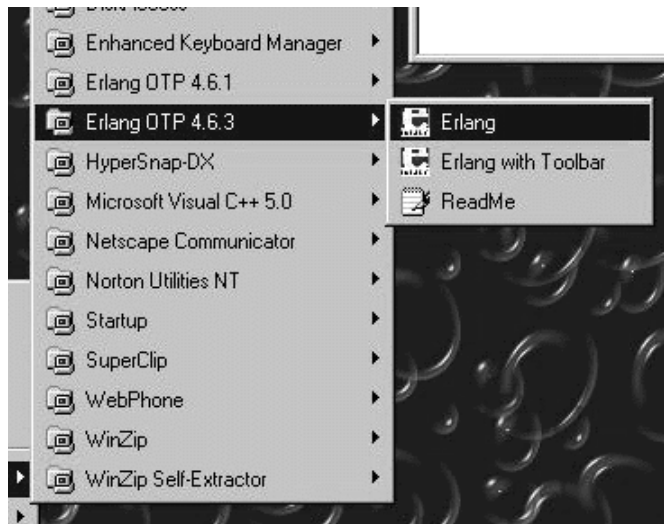 Enhanced Keyboard Manager
Erlang OTP 4.6.1
Erlang OTP 4.6.3
HyperSnap-DX
Microsoft Visual C++ 5.0
Netscape Communicator
Norton Utilities NT
Startup
SuperClip
WebPhone
WinZip
WinZip Self-Extractor
Erlang
Erlang with Toolbar
ReadMe